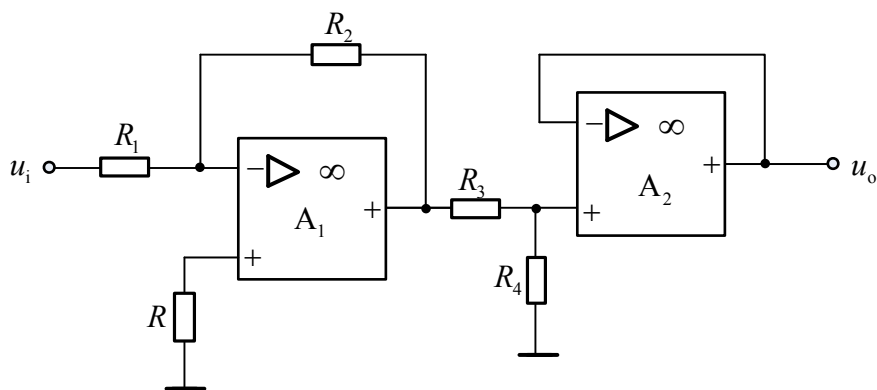 R₂
R₁
uᵢ
− ▷ ∞
A₁
+
+
R
R₃
R₄
− ▷ ∞
A₂
+
+
uₒ